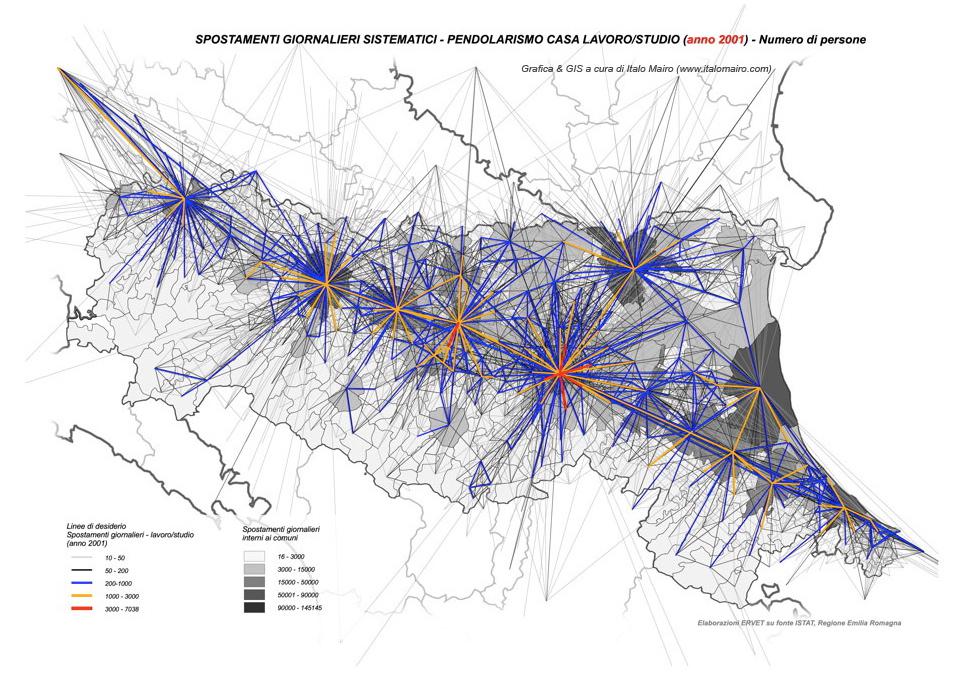 SPOSTAMENTI GIORNALIERI SISTEMATICI - PENDOLARISMO CASA LAVORO/STUDIO (anno 2001) - Numero di persone
Grafica & GIS a cura di Italo Mairo (www.italomairo.com)
Linee di desiderio
Spostamenti giornalieri - lavoro/studio
(anno 2001)
10 - 50
50 - 200
200-1000
1000 - 3000
3000 - 7038
Spostamenti giornalieri
interni ai comuni
16 - 3000
3000 - 15000
15000 - 50000
50001 - 90000
90000 - 145145
Elaborazioni ERVET su fonte ISTAT, Regione Emilia Romagna